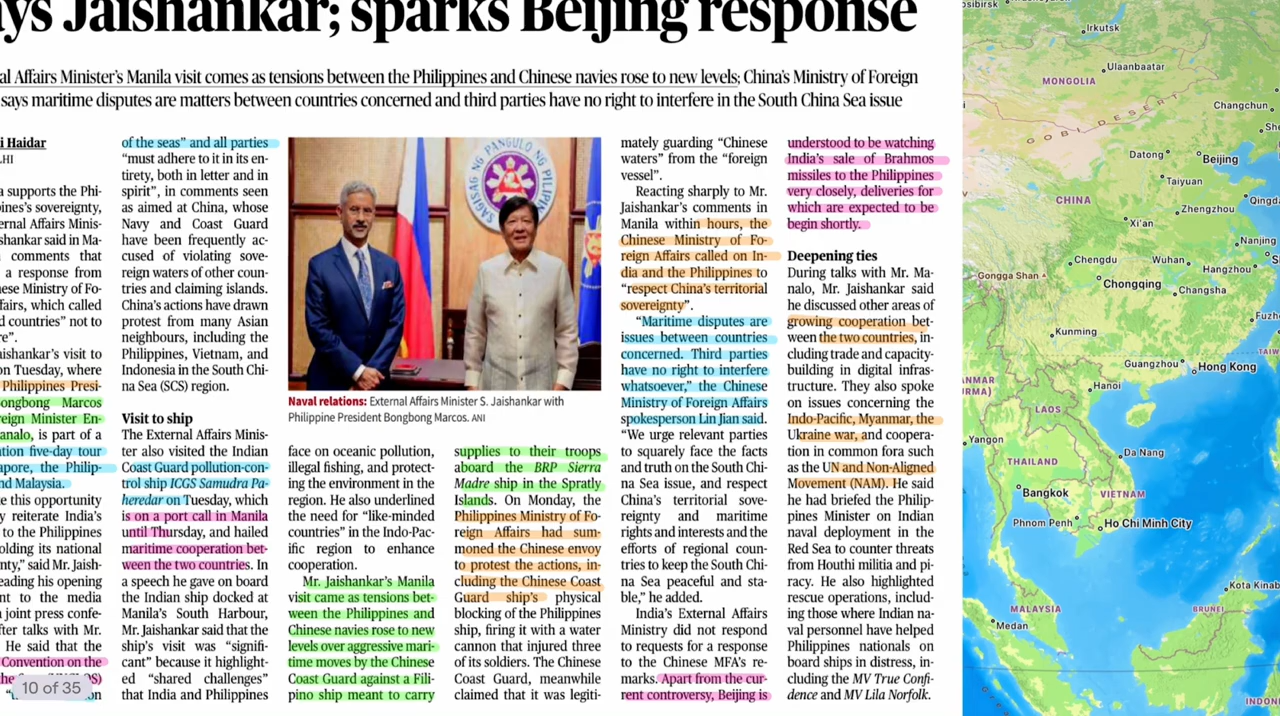 ys Jaishankar; sparks Beijing response
al Affairs Minister's Manila visit comes as tensions between the Philippines and Chinese navies rose to new levels; China's Ministry of Foreign
says maritime disputes are matters between countries concerned and third parties have no right to interfere in the South China Sea issue
i Haidar
LHI
a supports the Phi-
pines's sovereignty,
ernal Affairs Minis-
shankar said in Ma-
comments that
a response from
nese Ministry of Fo-
fairs, which called
d countries" not to
re".
aishankar's visit to
on Tuesday, where
Philippines Presi-
ongbong Marcos
reign Minister En-
analo, is part of a
ation five-day tour
apore, the Philip-
nd Malaysia.
ke this opportunity
y reiterate India's
to the Philippines
olding its national
nty," said Mr. Jaish-
eading his opening
nt to the media
joint press confe-
fter talks with Mr.
He said that the
Convention on the
the
10 of 35
of the seas" and all parties
"must adhere to it in its en-
tirety, both in letter and in
spirit", in comments seen
as aimed at China, whose
Navy and Coast Guard
have been frequently ac-
cused of violating sove-
reign waters of other coun-
tries and claiming islands.
China's actions have drawn
protest from many Asian
neighbours, including the
Philippines, Vietnam, and
Indonesia in the South Chi-
na Sea (SCS) region.
Visit to ship
The External Affairs Minis-
ter also visited the Indian
Coast Guard pollution-con-
trol ship ICGS Samudra Pa-
heredar on Tuesday, which
is on a port call in Manila
until Thursday, and hailed
maritime cooperation bet-
ween the two countries. In
a speech he gave on board
the Indian ship docked at
Manila's South Harbour,
Mr. Jaishankar said that the
ship's visit was "signifi-
cant" because it highlight-
ed "shared challenges"
that India and Philippines
PANGULO NG PILIPIN
Naval relations: External Affairs Minister S. Jaishankar with
Philippine President Bongbong Marcos. ANI
face on oceanic pollution,
illegal fishing, and protect-
ing the environment in the
region. He also underlined
the need for "like-minded
countries" in the Indo-Pac-
ific region to enhance
cooperation.
Mr. Jaishankar's Manila
visit came as tensions bet-
ween the Philippines and
Chinese navies rose to new
levels over aggressive mari-
time moves by the Chinese
Coast Guard against a Fili-
pino ship meant to carry
supplies to their troops
aboard the BRP Sierra
Madre ship in the Spratly
Islands. On Monday, the
Philippines Ministry of Fo-
reign Affairs had sum-
moned the Chinese envoy
to protest the actions, in-
cluding the Chinese Coast
Guard ship's physical
blocking of the Philippines
ship, firing it with a water
cannon that injured three
of its soldiers. The Chinese
Coast Guard, meanwhile
claimed that it was legiti-
mately guarding "Chinese
waters" from the "foreign
vessel".
Reacting sharply to Mr.
Jaishankar's comments in
Manila within hours, the
Chinese Ministry of Fo-
reign Affairs called on In-
dia and the Philippines to
"respect China's territorial
sovereignty".
"Maritime disputes are
issues between countries
concerned. Third parties
have no right to interfere
whatsoever," the Chinese
Ministry of Foreign Affairs
spokesperson Lin Jian said.
"We urge relevant parties
to squarely face the facts
and truth on the South Chi-
na Sea issue, and respect
China's territorial sove-
reignty and maritime
rights and interests and the
efforts of regional coun-
tries to keep the South Chi-
na Sea peaceful and sta-
ble," he added.
India's External Affairs
Ministry did not respond
to requests for a response
to the Chinese MFA's re-
marks. Apart from the cur-
rent controversy, Beijing is
understood to be watching
India's sale of Brahmos
missiles to the Philippines
very closely, deliveries for
which are expected to be
begin shortly.
Deepening ties
During talks with Mr. Ma-
nalo, Mr. Jaishankar said
he discussed other areas of
growing cooperation bet-
ween the two countries, in-
cluding trade and capacity-
building in digital infras-
tructure. They also spoke
on issues concerning the
Indo-Pacific, Myanmar, the
Ukraine war, and coopera-
tion in common fora such
as the UN and Non-Aligned
Movement (NAM). He said
he had briefed the Philip-
pines Minister on Indian
naval deployment in the
Red Sea to counter threats
from Houthi militia and pi-
racy. He also highlighted
rescue operations, includ-
ing those where Indian na-
val personnel have helped
Philippines nationals on
board ships in distress, in-
cluding the MV True Confi-
dence and MV Lila Norfolk.
osibirsk
Irkutsk
Ulaanbaatar
MONGOLIA
GOBI DESERT
Changchun
She
Datong
Beijing
Taiyuan
Qingda
CHINA
Zhengzhou
Xi'an
Nanjing
Chengdu
Wuhan
Hangzhou
S
Gongga Shan
Chongqing
Changsha
Fuzh
Kunming
TAIW
Guangzhou
Hong Kong
Hanoi
ANMAR
URMA)
LAOS
Yangon
Da Nang
THAILAND
Bangkok
VIETNAM
Phnom Penh
Ho Chi Minh City
Kota Kinab
MALAYSIA
BRUNEI
Medan
INDON